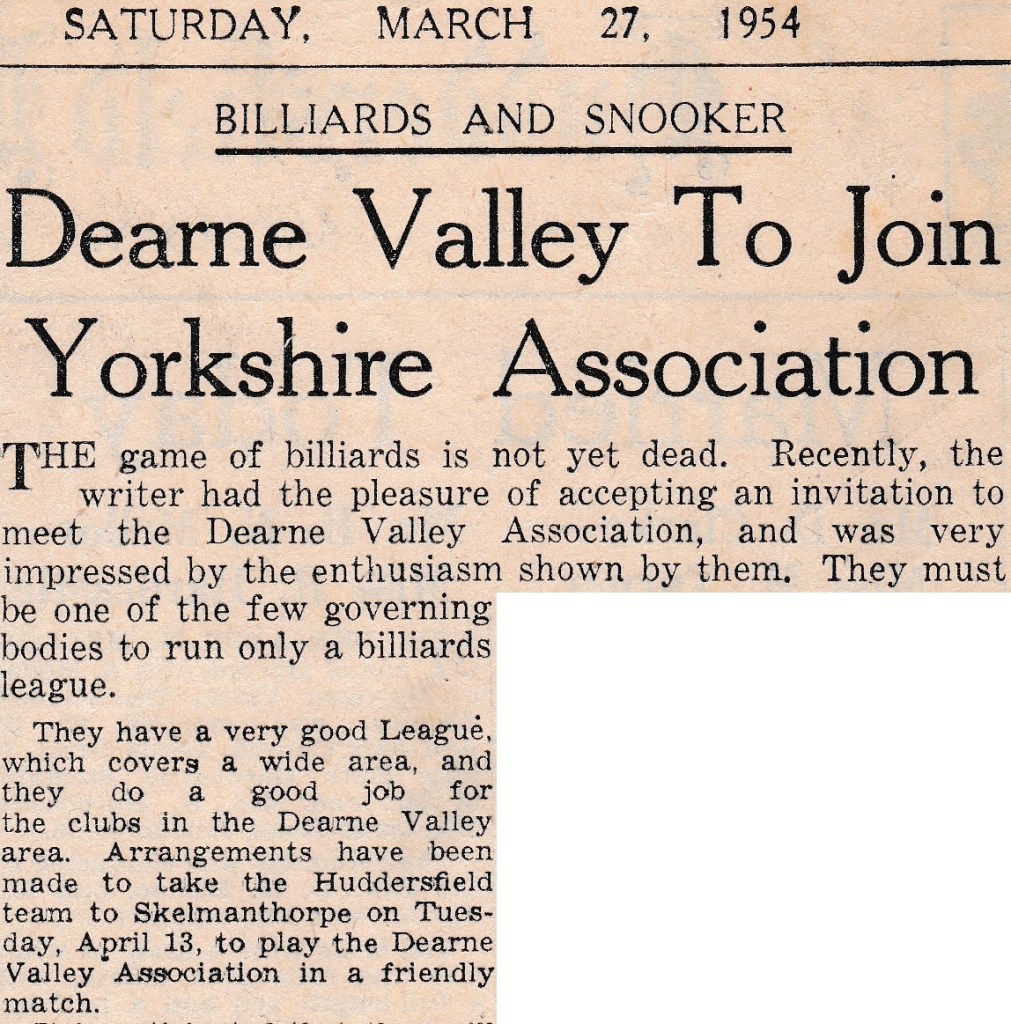 SATURDAY, MARCH 27, 1954
BILLIARDS AND SNOOKER
Dearne Valley To Join
Yorkshire Association
THE game of billiards is not yet dead. Recently, the
writer had the pleasure of accepting an invitation to
meet the Dearne Valley Association, and was very
impressed by the enthusiasm shown by them. They must
be one of the few governing
bodies to run only a billiards
league.
They have a very good League,
which covers a wide area, and
they do a good job for
the clubs in the Dearne Valley
area. Arrangements have been
made to take the Huddersfield
team to Skelmanthorpe on Tues-
day, April 13, to play the Dearne
Valley Association in a friendly
match.